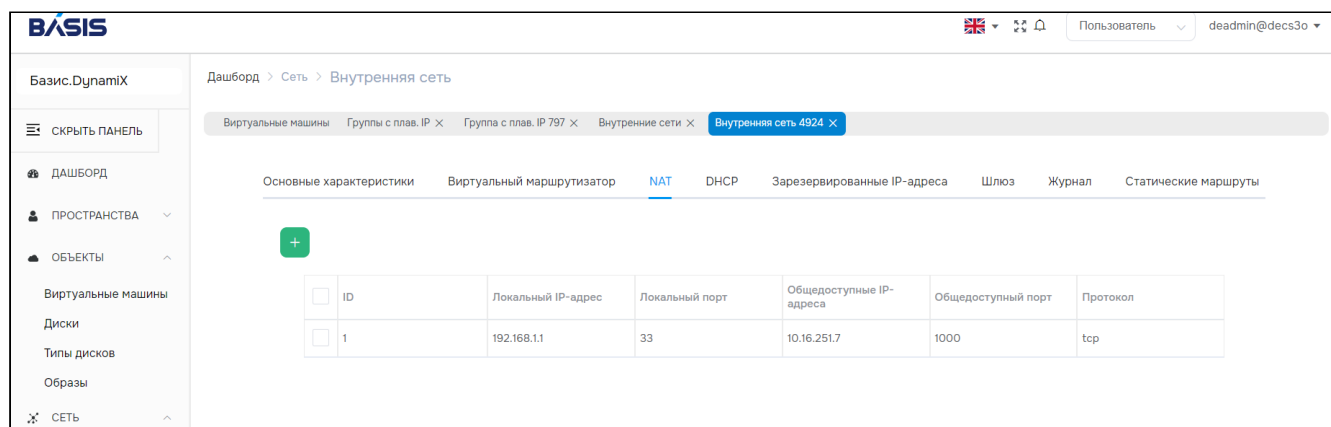 BASIS
Пользователь
deadmin@decs3o
Базис.DynamiX
Дашборд > Сеть > Внутренняя сеть
СКРЫТЬ ПАНЕЛЬ
Виртуальные машины Группы с плав. IP × Группа с плав. IP 797 × Внутренние сети × Внутренняя сеть 4924 ×
ДАШБОРД
Основные характеристики Виртуальный маршрутизатор NAT DHCP Зарезервированные IP-адреса Шлюз Журнал Статические маршруты
ПРОСТРАНСТВА
ОБЪЕКТЫ
+
Виртуальные машины
Диски
Типы дисков
Образы
СЕТЬ
ID Локальный IP-адрес Локальный порт Общедоступные IP-
адреса Общедоступный порт Протокол
1 192.168.1.1 33 10.16.251.7 1000 tcp